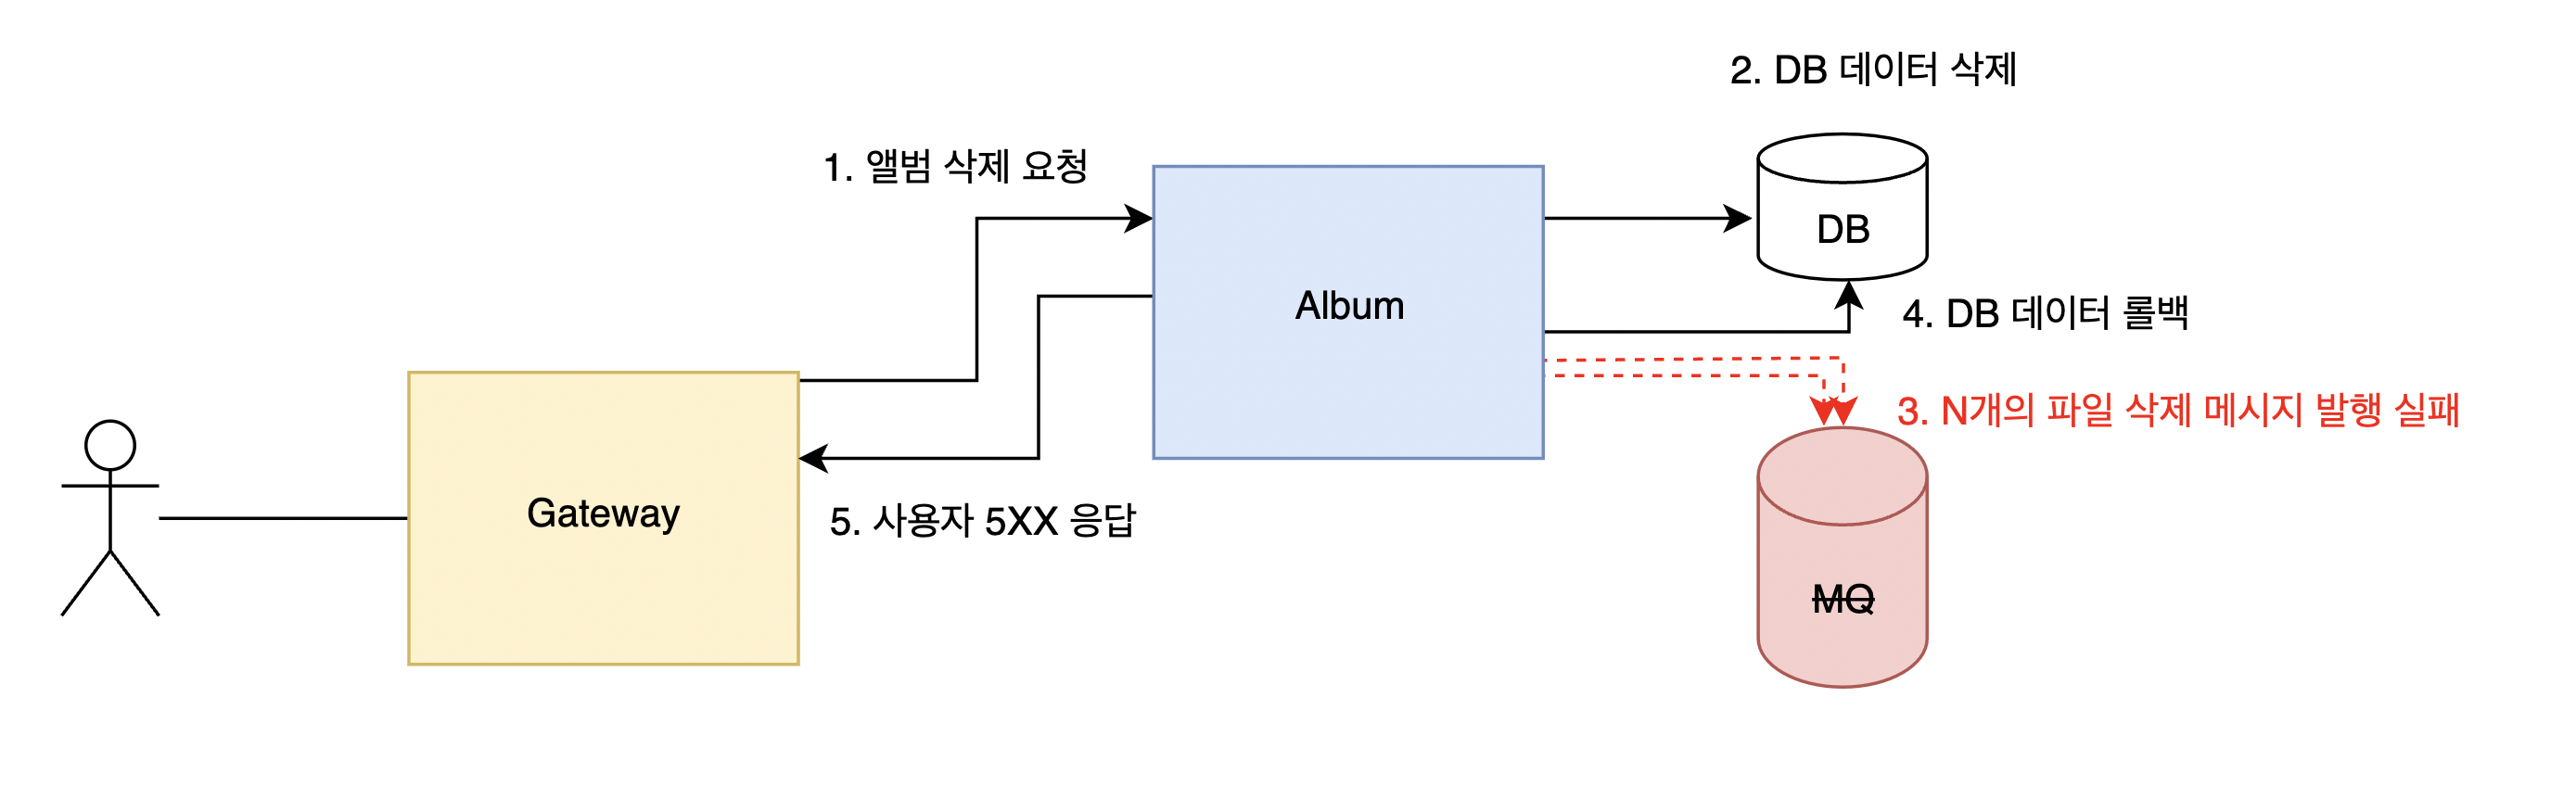 2. DB 데이터 삭제
1. 앨범 삭제 요청
DB
Album
4. DB 데이터 롤백
3. N개의 파일 삭제 메시지 발행 실패
Gateway
5. 사용자 5XX 응답
MQ